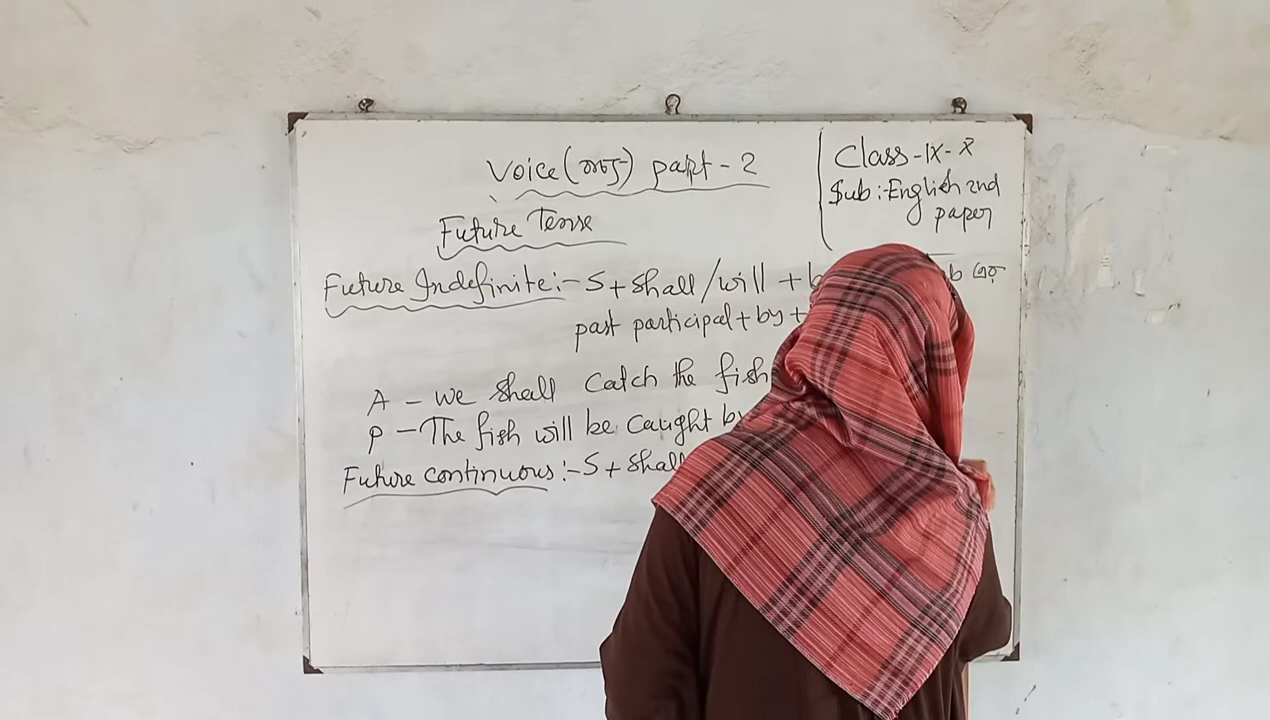 Voice (বাচ্য) part - 2
Class - IX - X
Sub :- English 2nd
paper
Future Tense
Future Indefinite :- S + shall / will + b
past participal + by +
A - we shall catch the fish
P - The fish will be caught by
Future continuous :- S + shall